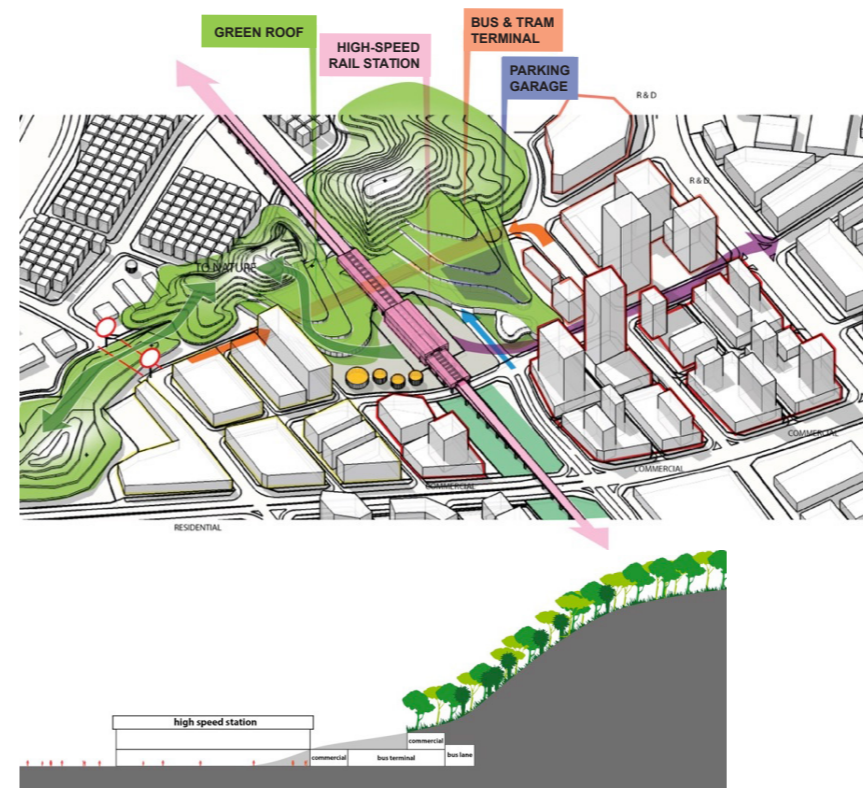 GREEN ROOF
HIGH-SPEED
RAIL STATION
BUS & TRAM
TERMINAL
PARKING
GARAGE
R & D
R & D
TO NATURE
COMMERCIAL
COMMERCIAL
COMMERCIAL
RESIDENTIAL
high speed station
commercial
commercial
bus terminal
bus lane